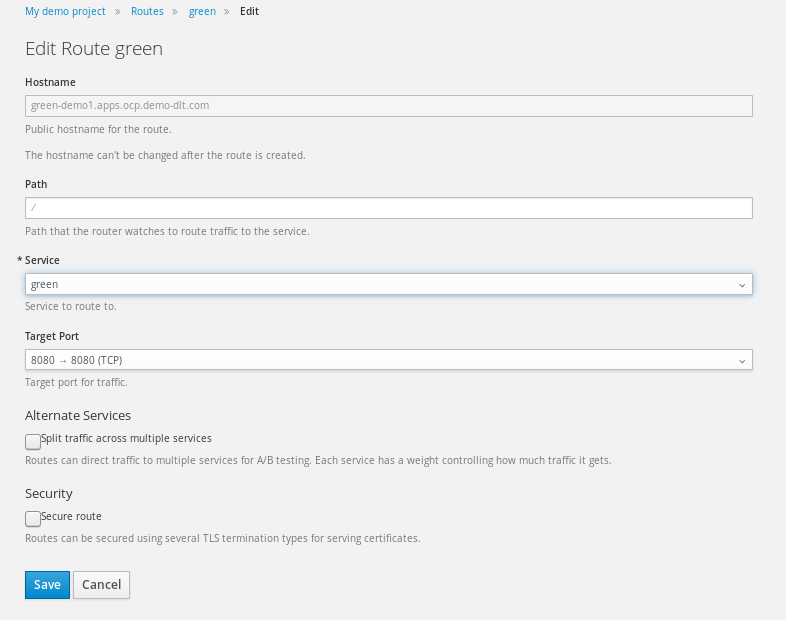 My demo project » Routes » green » Edit
Edit Route green
Hostname
green-demo1.apps.ocp.demo-dlt.com
Public hostname for the route.
The hostname can't be changed after the route is created.
Path
/
Path that the router watches to route traffic to the service.
* Service
green
Service to route to.
Target Port
8080 → 8080 (TCP)
Target port for traffic.
Alternate Services
Split traffic across multiple services
Routes can direct traffic to multiple services for A/B testing. Each service has a weight controlling how much traffic it gets.
Security
Secure route
Routes can be secured using several TLS termination types for serving certificates.
Save Cancel